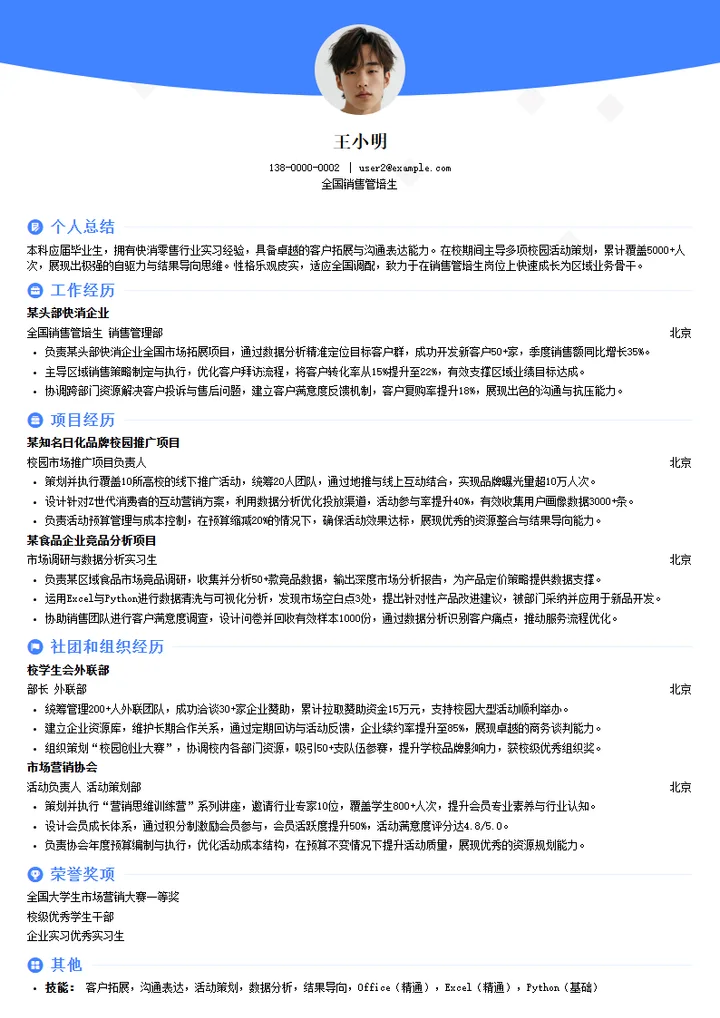 王小明
138-0000-0002 | user2@example.com
全国销售管培生
个人总结
本科应届毕业生，拥有快消零售行业实习经验，具备卓越的客户拓展与沟通表达能力。在校期间主导多项校园活动策划，累计覆盖5000+人
次，展现出极强的自驱力与结果导向思维。性格乐观皮实，适应全国调配，致力于在销售管培生岗位上快速成长为区域业务骨干。
工作经历
某头部快消企业
全国销售管培生 销售管理部 北京
• 负责某头部快消企业全国市场拓展项目，通过数据分析精准定位目标客户群，成功开发新客户50+家，季度销售额同比增长35%。
• 主导区域销售策略制定与执行，优化客户拜访流程，将客户转化率从15%提升至22%，有效支撑区域业绩目标达成。
• 协调跨部门资源解决客户投诉与售后问题，建立客户满意度反馈机制，客户复购率提升18%，展现出色的沟通与抗压能力。
项目经历
某知名日化品牌校园推广项目
校园市场推广项目负责人 北京
• 策划并执行覆盖10所高校的线下推广活动，统筹20人团队，通过地推与线上互动结合，实现品牌曝光量超10万人次。
• 设计针对Z世代消费者的互动营销方案，利用数据分析优化投放渠道，活动参与率提升40%，有效收集用户画像数据3000+条。
• 负责活动预算管理与成本控制，在预算缩减20%的情况下，确保活动效果达标，展现优秀的资源整合与结果导向能力。
某食品企业竞品分析项目
市场调研与数据分析实习生 北京
• 负责某区域食品市场竞品调研，收集并分析50+款竞品数据，输出深度市场分析报告，为产品定价策略提供数据支撑。
• 运用Excel与Python进行数据清洗与可视化分析，发现市场空白点3处，提出针对性产品改进建议，被部门采纳并应用于新品开发。
• 协助销售团队进行客户满意度调查，设计问卷并回收有效样本1000份，通过数据分析识别客户痛点，推动服务流程优化。
社团和组织经历
校学生会外联部
部长 外联部 北京
• 统筹管理200+人外联团队，成功洽谈30+家企业赞助，累计拉取赞助资金15万元，支持校园大型活动顺利举办。
• 建立企业资源库，维护长期合作关系，通过定期回访与活动反馈，企业续约率提升至85%，展现卓越的商务谈判能力。
• 组织策划“校园创业大赛”，协调校内各部门资源，吸引50+支队伍参赛，提升学校品牌影响力，获校级优秀组织奖。
市场营销协会
活动负责人 活动策划部 北京
• 策划并执行“营销思维训练营”系列讲座，邀请行业专家10位，覆盖学生800+人次，提升会员专业素养与行业认知。
• 设计会员成长体系，通过积分制激励会员参与，会员活跃度提升50%，活动满意度评分达4.8/5.0。
• 负责协会年度预算编制与执行，优化活动成本结构，在预算不变情况下提升活动质量，展现优秀的资源规划能力。
荣誉奖项
全国大学生市场营销大赛一等奖
校级优秀学生干部
企业实习优秀实习生
其他
• 技能： 客户拓展，沟通表达，活动策划，数据分析，结果导向，Office（精通），Excel（精通），Python（基础）